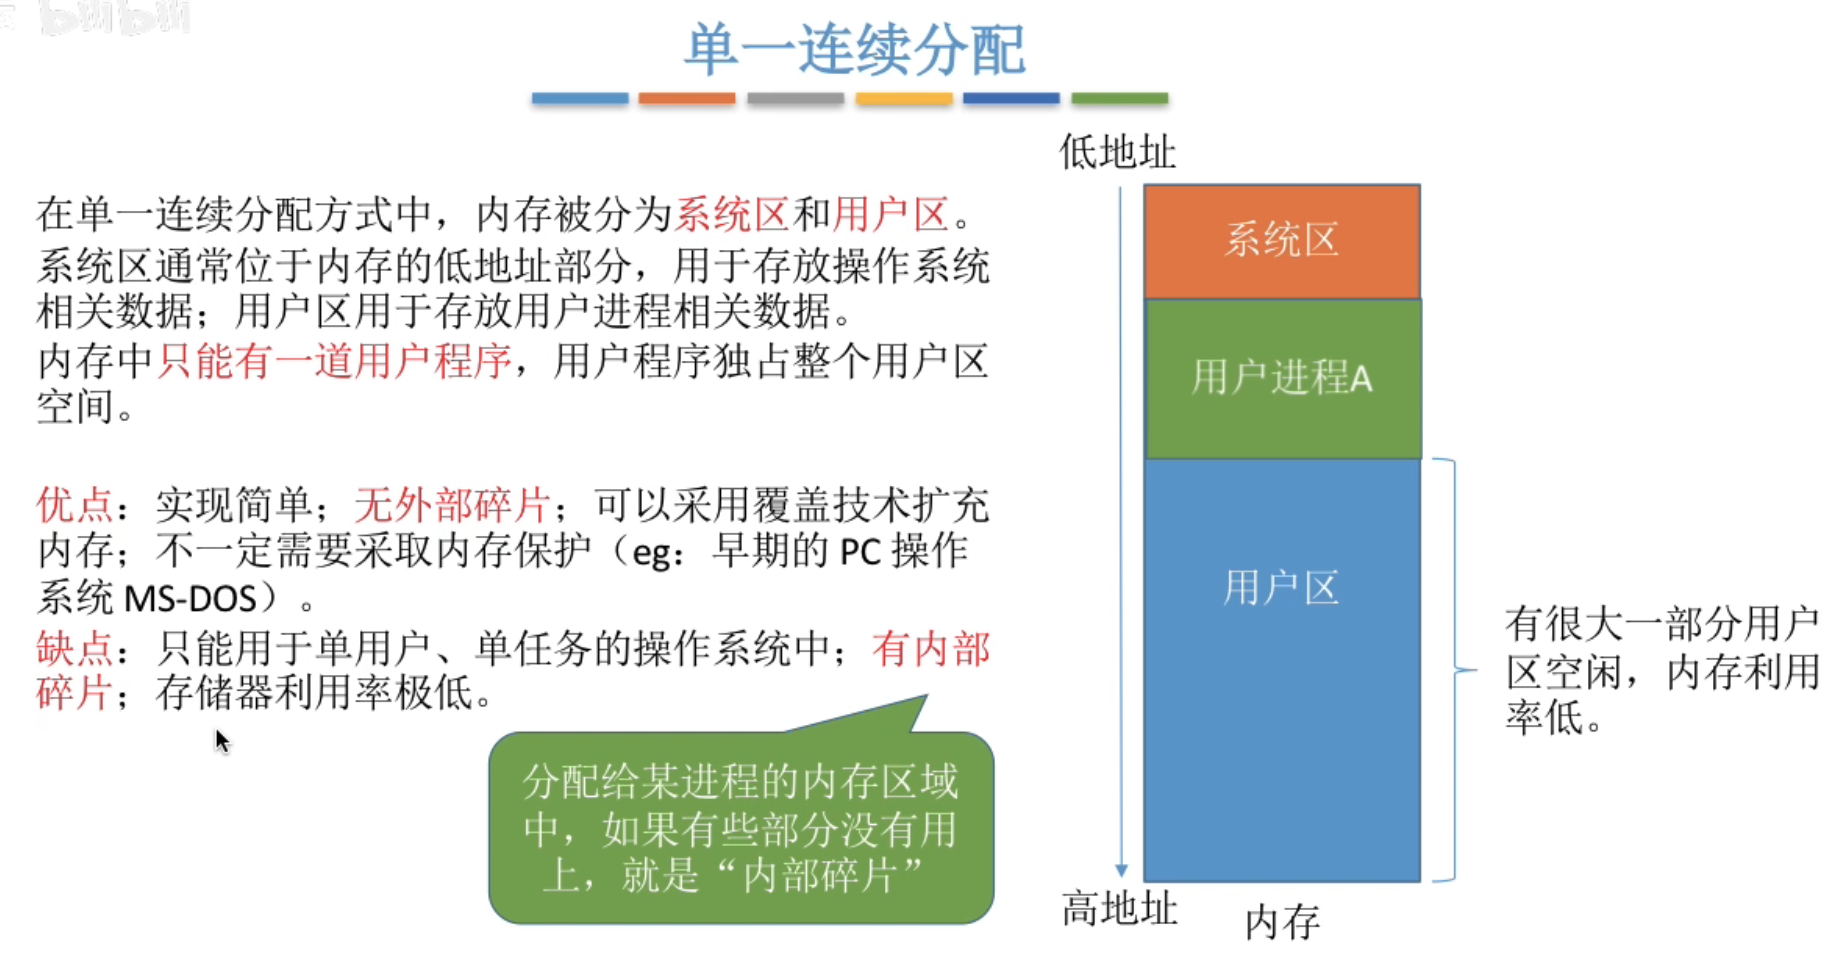 bilibili
单一连续分配
在单一连续分配方式中，内存被分为系统区和用户区。
系统区通常位于内存的低地址部分，用于存放操作系统
相关数据；用户区用于存放用户进程相关数据。
内存中只能有一道用户程序，用户程序独占整个用户区
空间。
优点：实现简单；无外部碎片；可以采用覆盖技术扩充
内存；不一定需要采取内存保护（eg：早期的 PC 操作
系统 MS-DOS）。
缺点：只能用于单用户、单任务的操作系统中；有内部
碎片；存储器利用率极低。
分配给某进程的内存区域
中，如果有些部分没有用
上，就是“内部碎片”
低地址
系统区
用户进程A
用户区
高地址
内存
有很大一部分用户
区空闲，内存利用
率低。